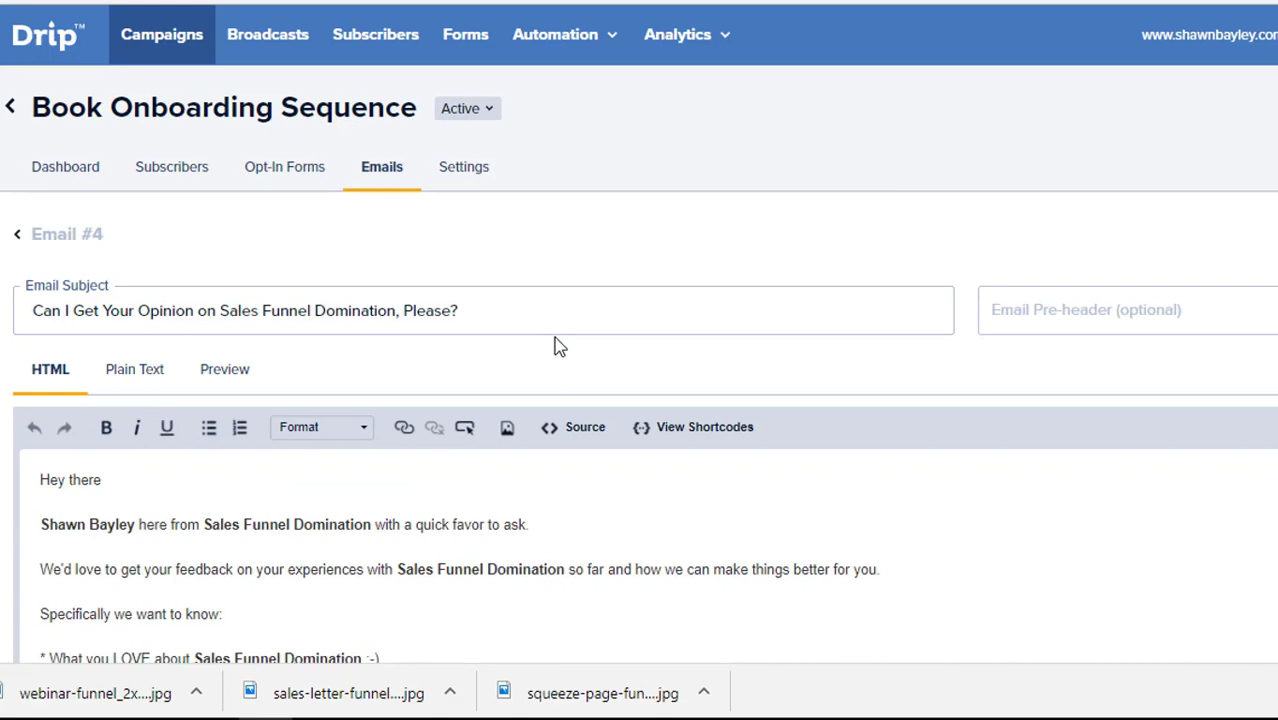 Drip™ Campaigns Broadcasts Subscribers Forms Automation Analytics www.shawnbayley.com
Book Onboarding Sequence Active
Dashboard Subscribers Opt-In Forms Emails Settings
Email #4
Email Subject
Can I Get Your Opinion on Sales Funnel Domination, Please?
Email Pre-header (optional)
HTML Plain Text Preview
B i U Format Source View Shortcodes
Hey there
Shawn Bayley here from Sales Funnel Domination with a quick favor to ask.
We'd love to get your feedback on your experiences with Sales Funnel Domination so far and how we can make things better for you.
Specifically we want to know:
* What you LOVE about Sales Funnel Domination :-)
webinar-funnel_2x....jpg sales-letter-funnel....jpg squeeze-page-fun....jpg